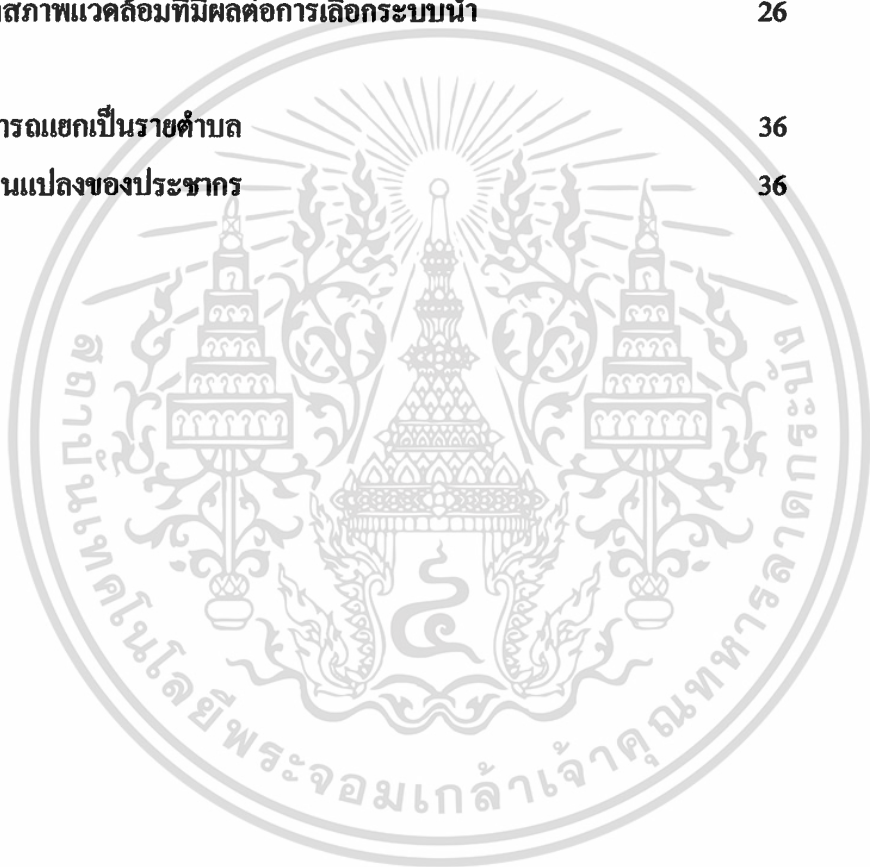 สภาพแวดล้อมที่มีผลต่อการเลือกระบบน้ำ 26
ารถแยกเป็นรายตำบล 36
นแปลงของประชากร 36
สถาบันเทคโนโลยีพระจอมเกล้าเจ้าคุณทหารลาดกระบัง
๔